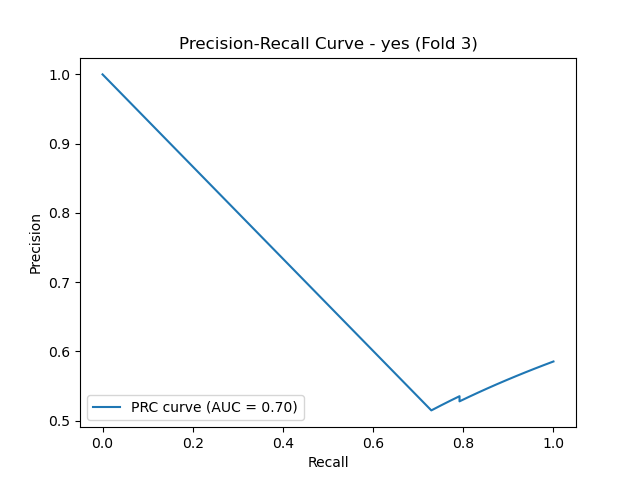 Precision-Recall Curve - yes (Fold 3)
1.0
0.9
0.8
0.7
0.6
0.5
Precision
PRC curve (AUC = 0.70)
0.0 0.2 0.4 0.6 0.8 1.0
Recall